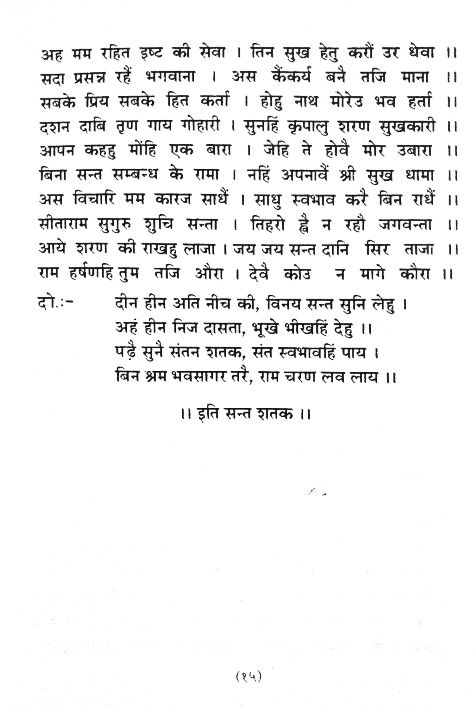 अह मम रहित इष्ट की सेवा । तिन सुख हेतु करौं उर धेवा ।।
सदा प्रसन्न रहैं भगवाना । अस कैंकर्य बनै तजि माना ।।
सबके प्रिय सबके हित कर्ता । होहु नाथ मोरेउ भव हर्ता ।।
दशन दाबि तृण गाय गोहारी । सुनहिं कृपालु शरण सुखकारी ।।
आपन कहहु मोंहि एक बारा । जेहि ते होवै मोर उबारा ।।
बिना सन्त सम्बन्ध के रामा । नहिं अपनावैं श्री सुख धामा ।।
अस विचारि मम कारज साधैं । साधु स्वभाव करै बिन राधैं ।।
सीताराम सुगुरु शुचि सन्ता । तिहरो ह्वै न रहौ जगवन्ता ।।
आये शरण की राखहु लाजा । जय जय सन्त दानि सिर ताजा ।।
राम हर्षणहि तुम तजि औरा । देवै कोउ न मागे कौरा ।।
दो.ः- दीन हीन अति नीच की, विनय सन्त सुनि लेहु ।
अहं हीन निज दासता, भूखे भीखहिं देहु ।।
पढ़ै सुनै संतन शतक, संत स्वभावहिं पाय ।
बिन श्रम भवसागर तरै, राम चरण लव लाय ।।
।। इति सन्त शतक ।।
(१५)